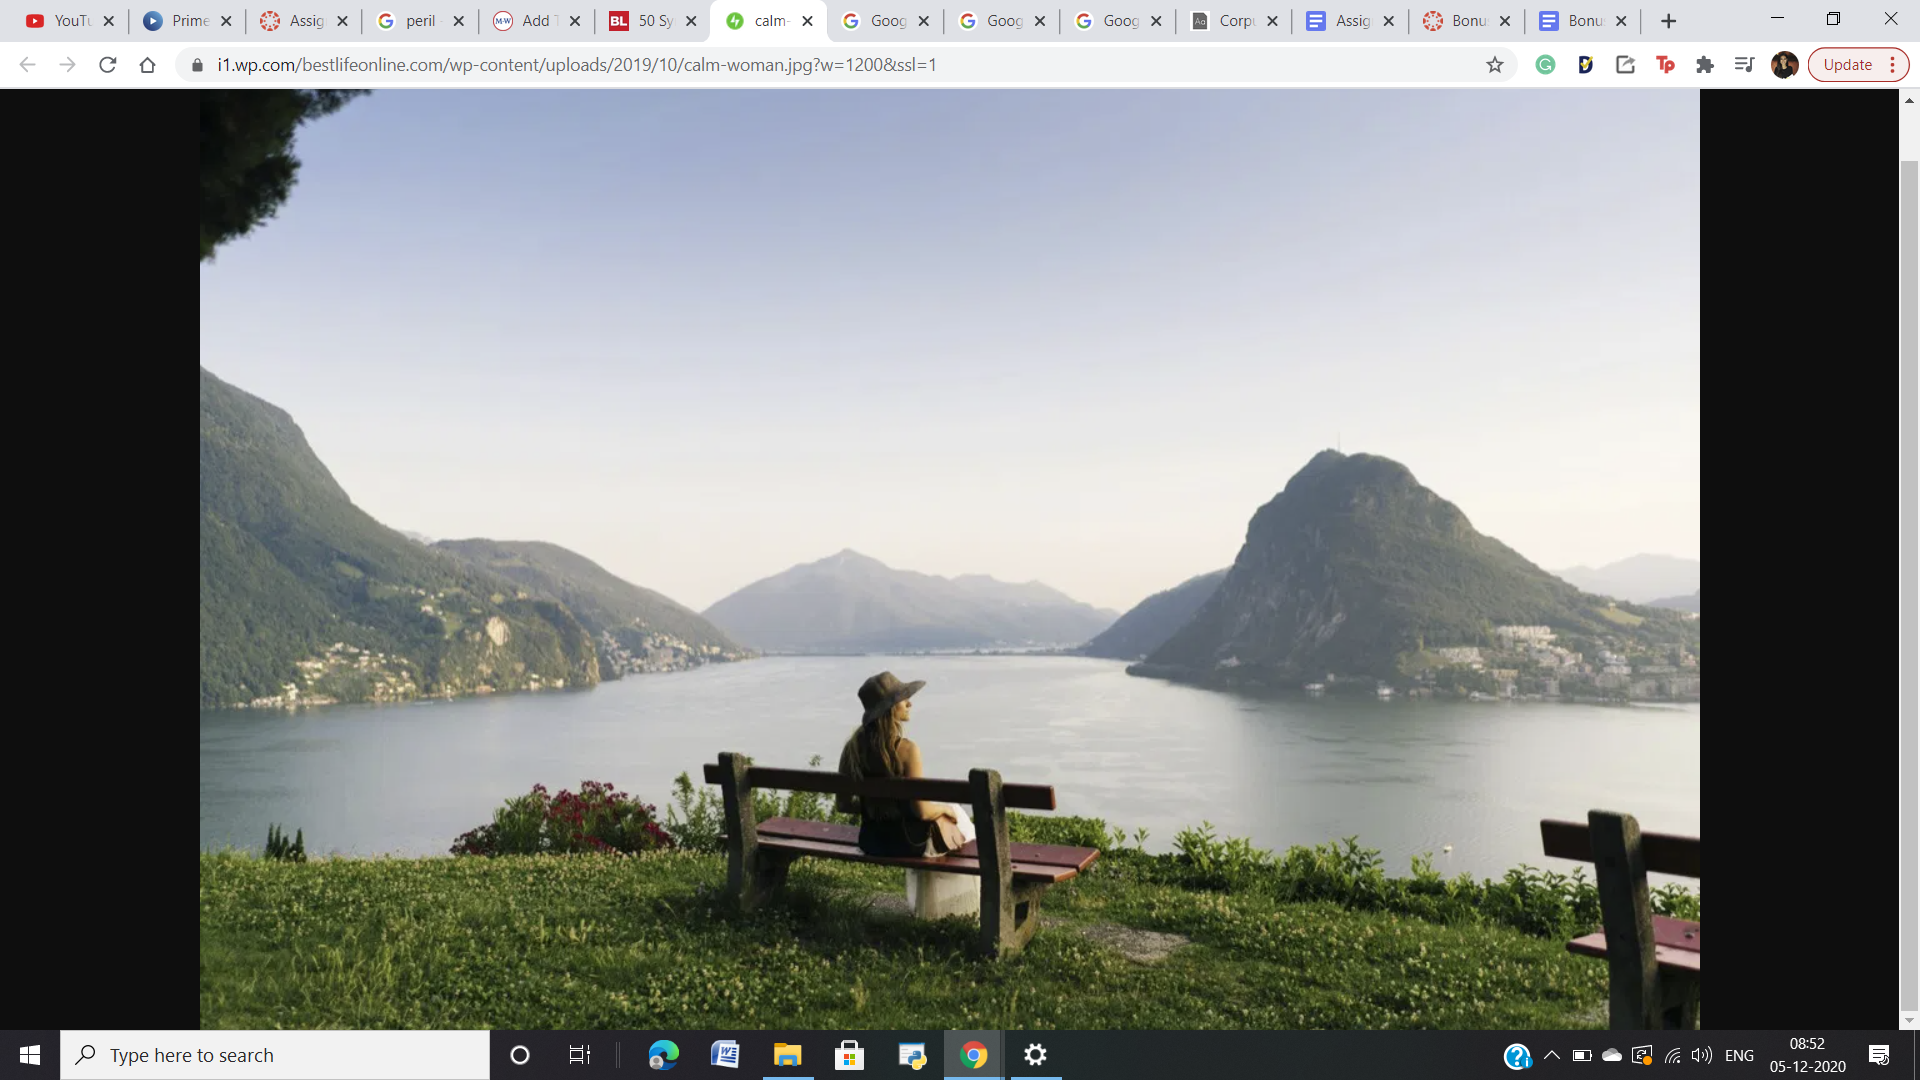 YouTu Prime Assig peril - Add T 50 Sy calm- Goog Goog Goog Corpu Assig Bonu Bonu
i1.wp.com/bestlifeonline.com/wp-content/uploads/2019/10/calm-woman.jpg?w=1200&ssl=1 Update
Type here to search ENG 08:52
05-12-2020